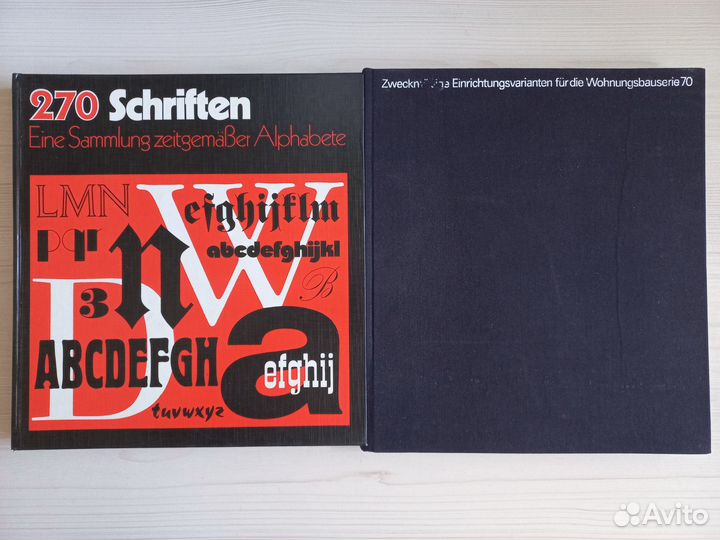 270 Schriften
Eine Sammlung zeitgemäßer Alphabete
LMN
W
efghijklm
pqr
n
abcdefghijkl
B
3
D
a
ABCDEFGH
efghij
tuvwxyz
Einrichtungsvarianten für die Wohnungsbauserie 70
Avito